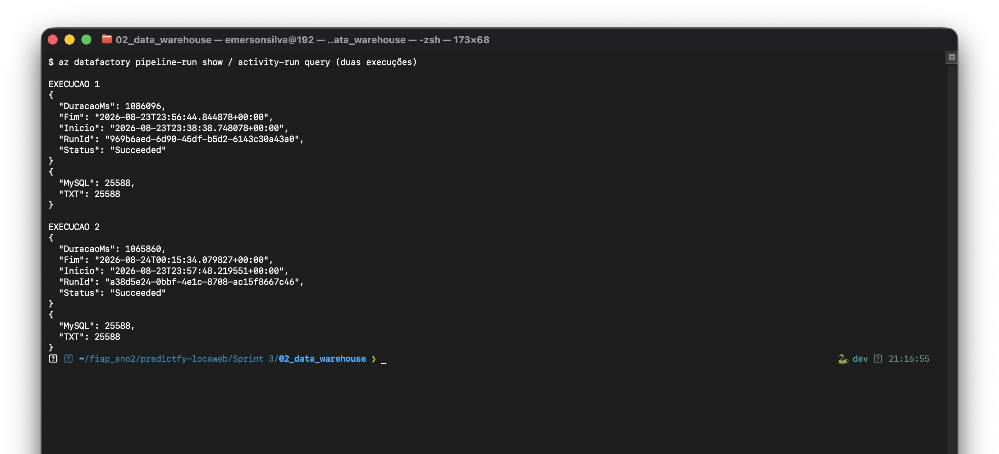 02_data_warehouse — emersonsilva@192 — ..ata_warehouse — -zsh — 173×68
$ az datafactory pipeline-run show / activity-run query (duas execuções)
EXECUCAO 1
{
"DuracaoMs": 1086096,
"Fim": "2026-08-23T23:56:44.844878+00:00",
"Inicio": "2026-08-23T23:38:38.748078+00:00",
"RunId": "969b6aed-6d90-45df-b5d2-6143c30a43a0",
"Status": "Succeeded"
}
{
"MySQL": 25588,
"TXT": 25588
}
EXECUCAO 2
{
"DuracaoMs": 1065860,
"Fim": "2026-08-24T00:15:34.079827+00:00",
"Inicio": "2026-08-23T23:57:48.219551+00:00",
"RunId": "a38d5e24-0bbf-4e1c-8708-ac15f8667c46",
"Status": "Succeeded"
}
{
"MySQL": 25588,
"TXT": 25588
}
? ? ~/fiap_ano2/predictfy-locaweb/Sprint 3/02_data_warehouse ❯ _ dev ? 21:16:55